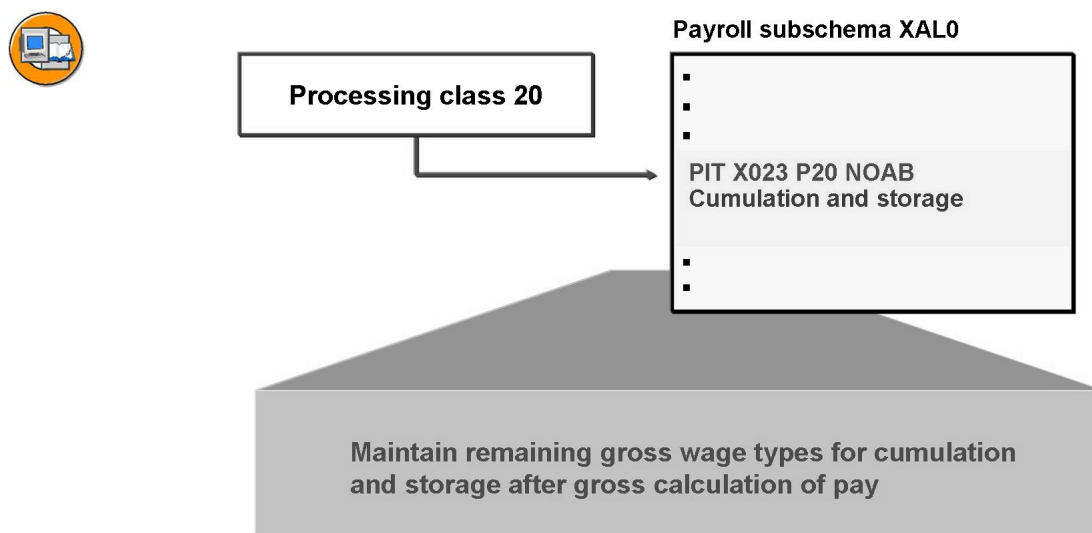 Payroll subschema XAL0
Processing class 20
PIT X023 P20 NOAB
Cumulation and storage
Maintain remaining gross wage types for cumulation
and storage after gross calculation of pay